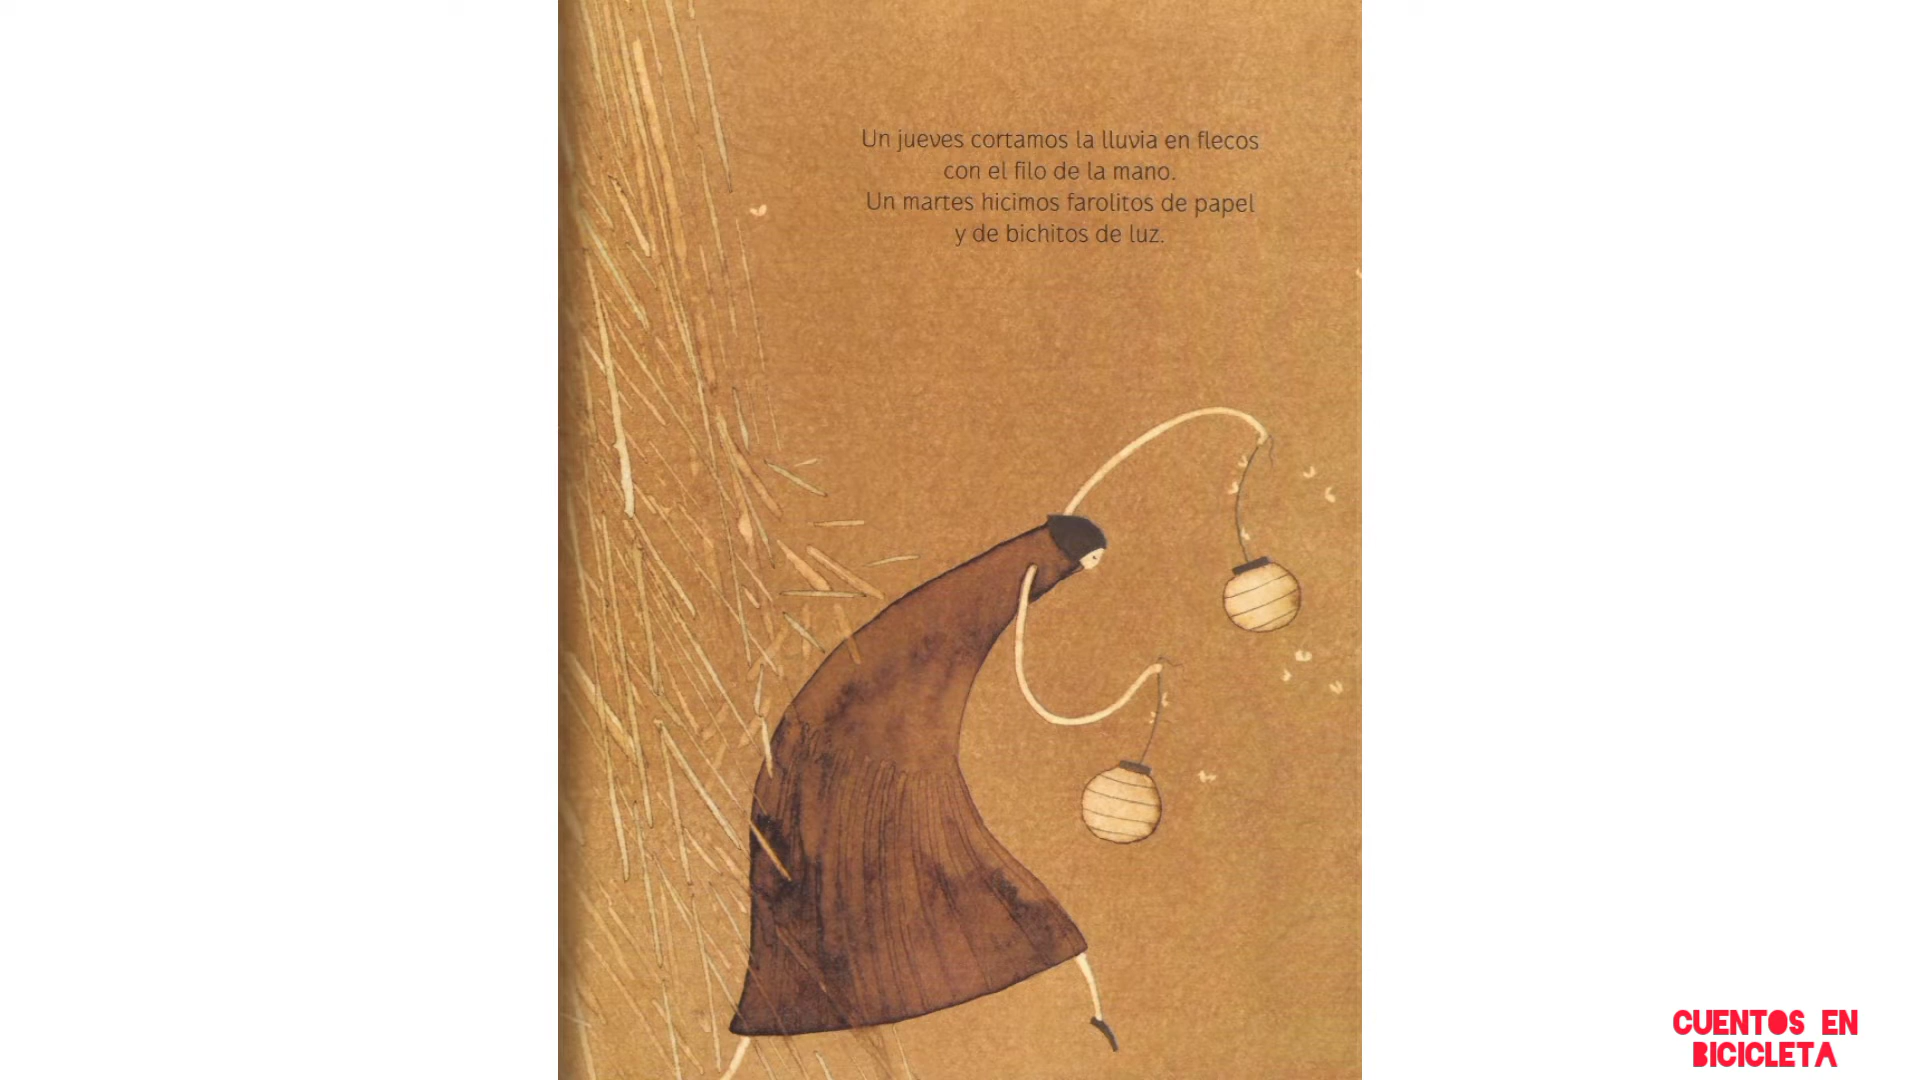 Un jueves cortamos la lluvia en flecos
con el filo de la mano.
Un martes hicimos farolitos de papel
y de bichitos de luz.
CUENTOS EN
BICICLETA